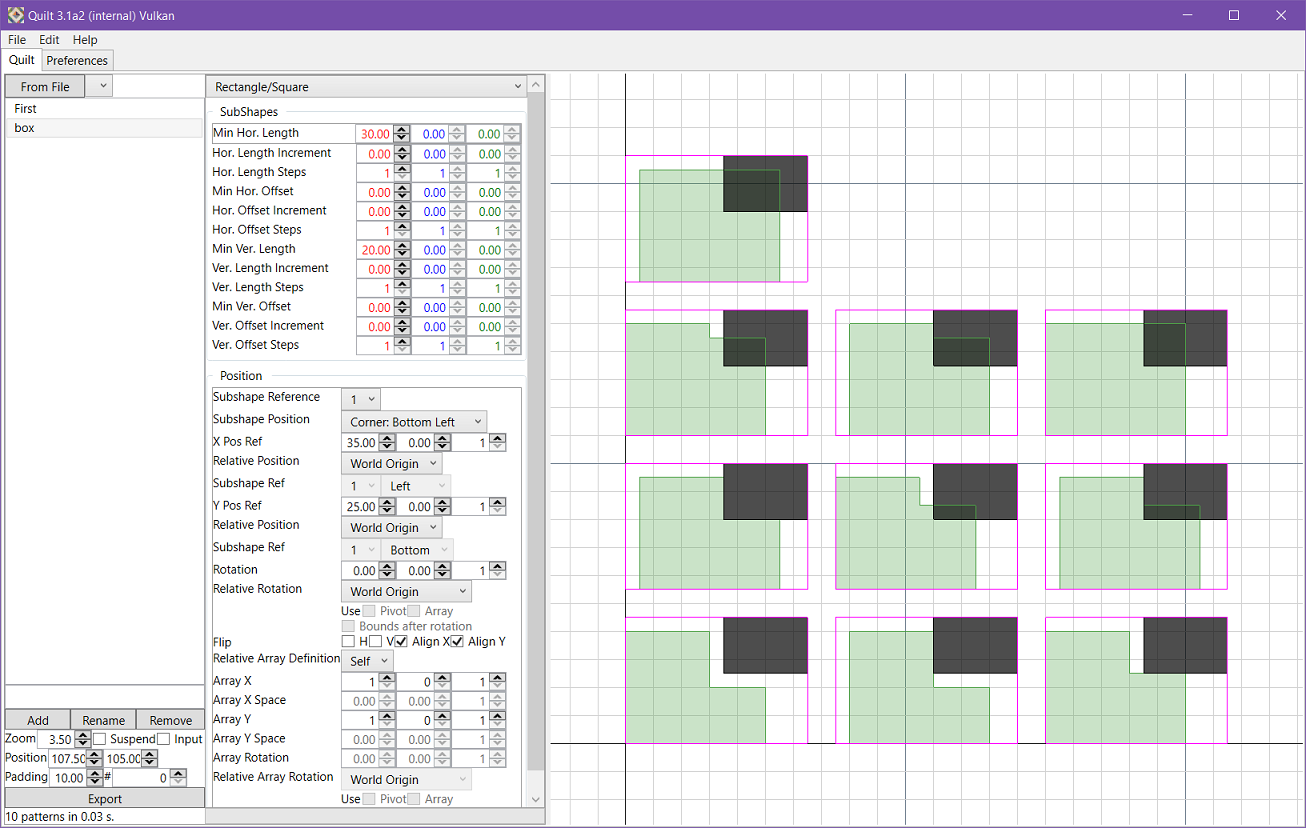 Quilt 3.1a2 (internal) Vulkan
File Edit Help
Quilt Preferences
From File
First
box
Rectangle/Square
SubShapes
Min Hor. Length 30.00 0.00 0.00
Hor. Length Increment 0.00 0.00 0.00
Hor. Length Steps 1 1 1
Min Hor. Offset 0.00 0.00 0.00
Hor. Offset Increment 0.00 0.00 0.00
Hor. Offset Steps 1 1 1
Min Ver. Length 20.00 0.00 0.00
Ver. Length Increment 0.00 0.00 0.00
Ver. Length Steps 1 1 1
Min Ver. Offset 0.00 0.00 0.00
Ver. Offset Increment 0.00 0.00 0.00
Ver. Offset Steps 1 1 1
Position
Subshape Reference 1
Subshape Position Corner: Bottom Left
X Pos Ref 35.00 0.00 1
Relative Position World Origin
Subshape Ref 1 Left
Y Pos Ref 25.00 0.00 1
Relative Position World Origin
Subshape Ref 1 Bottom
Rotation 0.00 0.00 1
Relative Rotation World Origin
Use Pivot Array
Bounds after rotation
Flip H V Align X Align Y
Relative Array Definition Self
Array X 1 0 1
Array X Space 0.00 0.00 1
Array Y 1 0 1
Array Y Space 0.00 0.00 1
Array Rotation 0.00 0.00 1
Relative Array Rotation World Origin
Use Pivot Array
Add Rename Remove
Zoom 3.50 Suspend Input
Position 107.50 105.00
Padding 10.00 # 0
Export
10 patterns in 0.03 s.